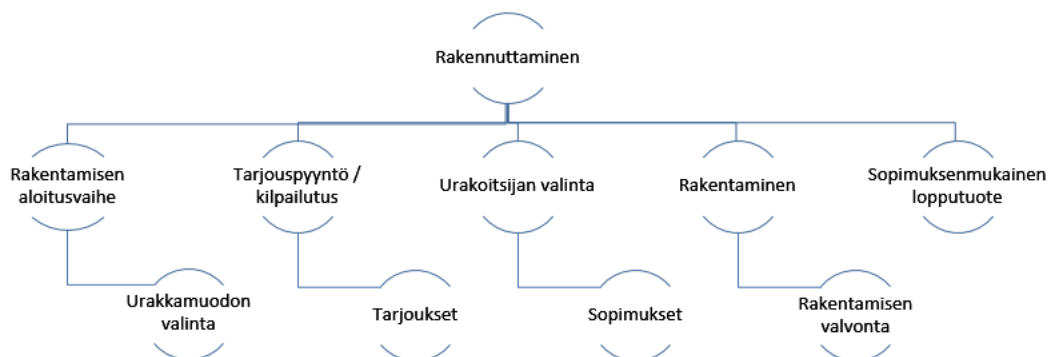 Rakennuttaminen
Rakentamisen
aloitusvaihe
Tarjouspyyntö /
kilpailutus
Urakoitsijan valinta
Rakentaminen
Sopimuksenmukainen
lopputuote
Urakkamuodon
valinta
Tarjoukset
Sopimukset
Rakentamisen
valvonta